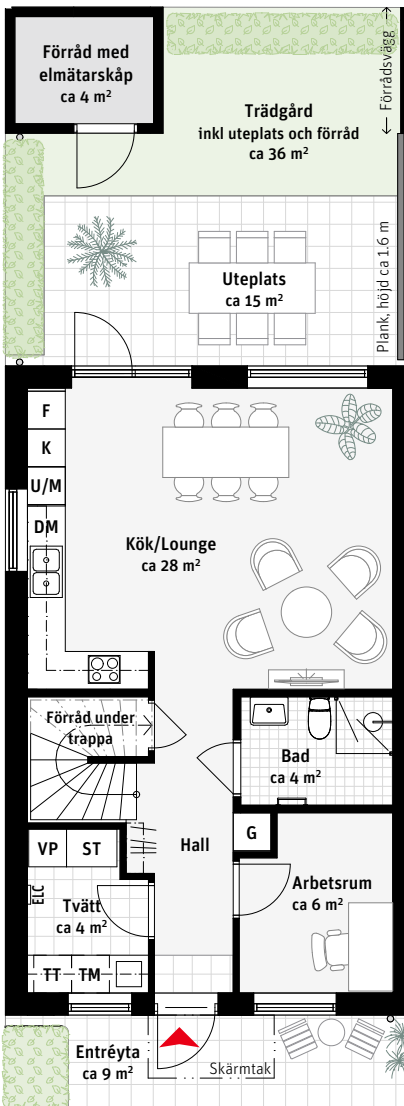 Förråd med
elmätarskåp
ca 4 m²
Förrådsvägg
Trädgård
inkl uteplats och förråd
ca 36 m²
Plank, höjd ca 1.6 m
Uteplats
ca 15 m²
F
K
U/M
DM
Kök/Lounge
ca 28 m²
Förråd under
trappa
Bad
ca 4 m²
Hall
G
VP
ST
ELC
Tvätt
ca 4 m²
Arbetsrum
ca 6 m²
TT
TM
Entréyta
ca 9 m²
Skärmtak